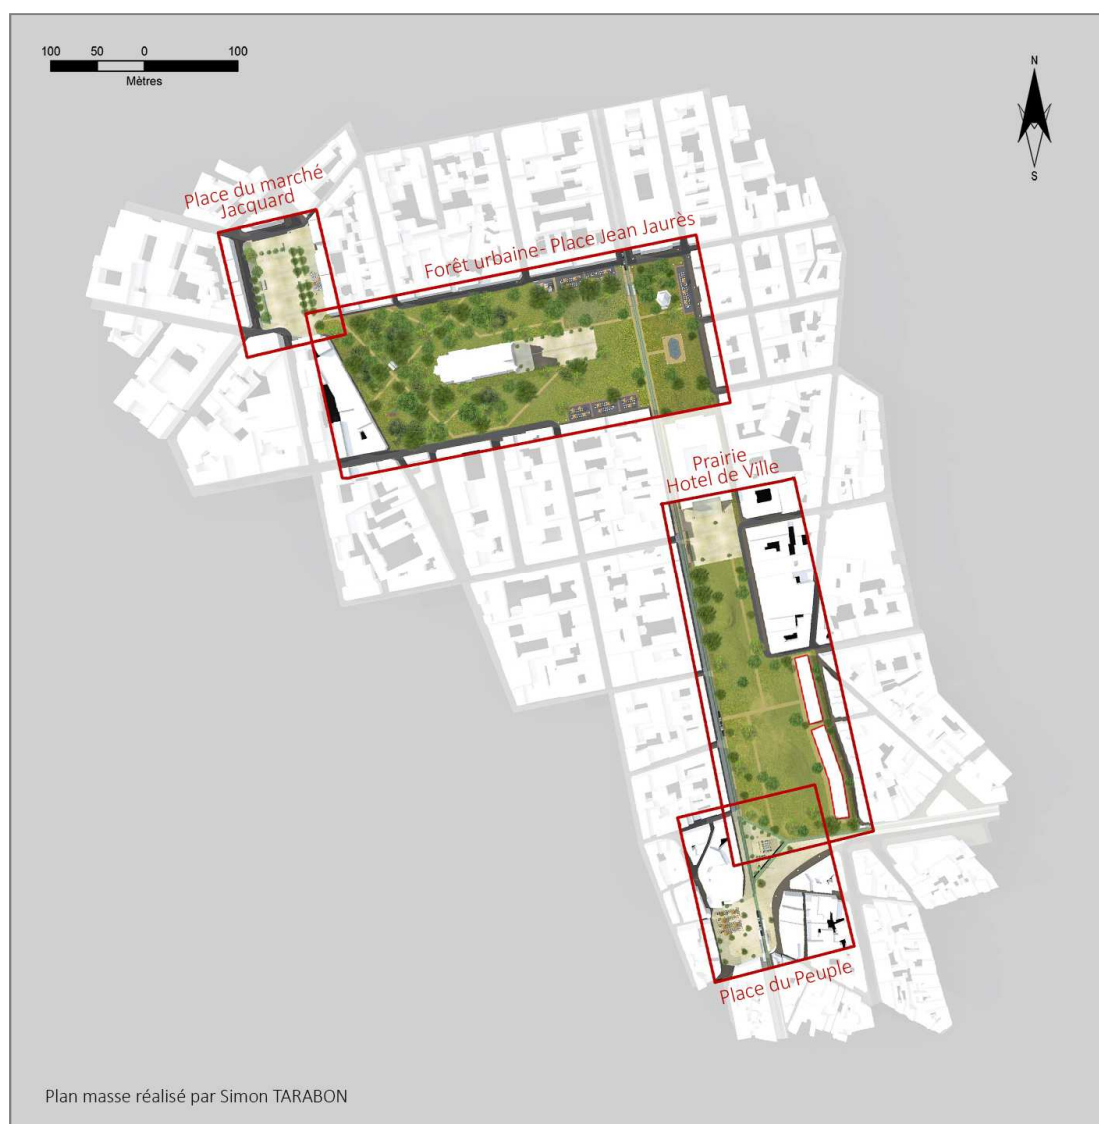 100 50 0 100
Mètres
N
S
Place du marché
Jacquard
Forêt urbaine- Place Jean Jaurès
Prairie
Hotel de Ville
Place du Peuple
Plan masse réalisé par Simon TARABON